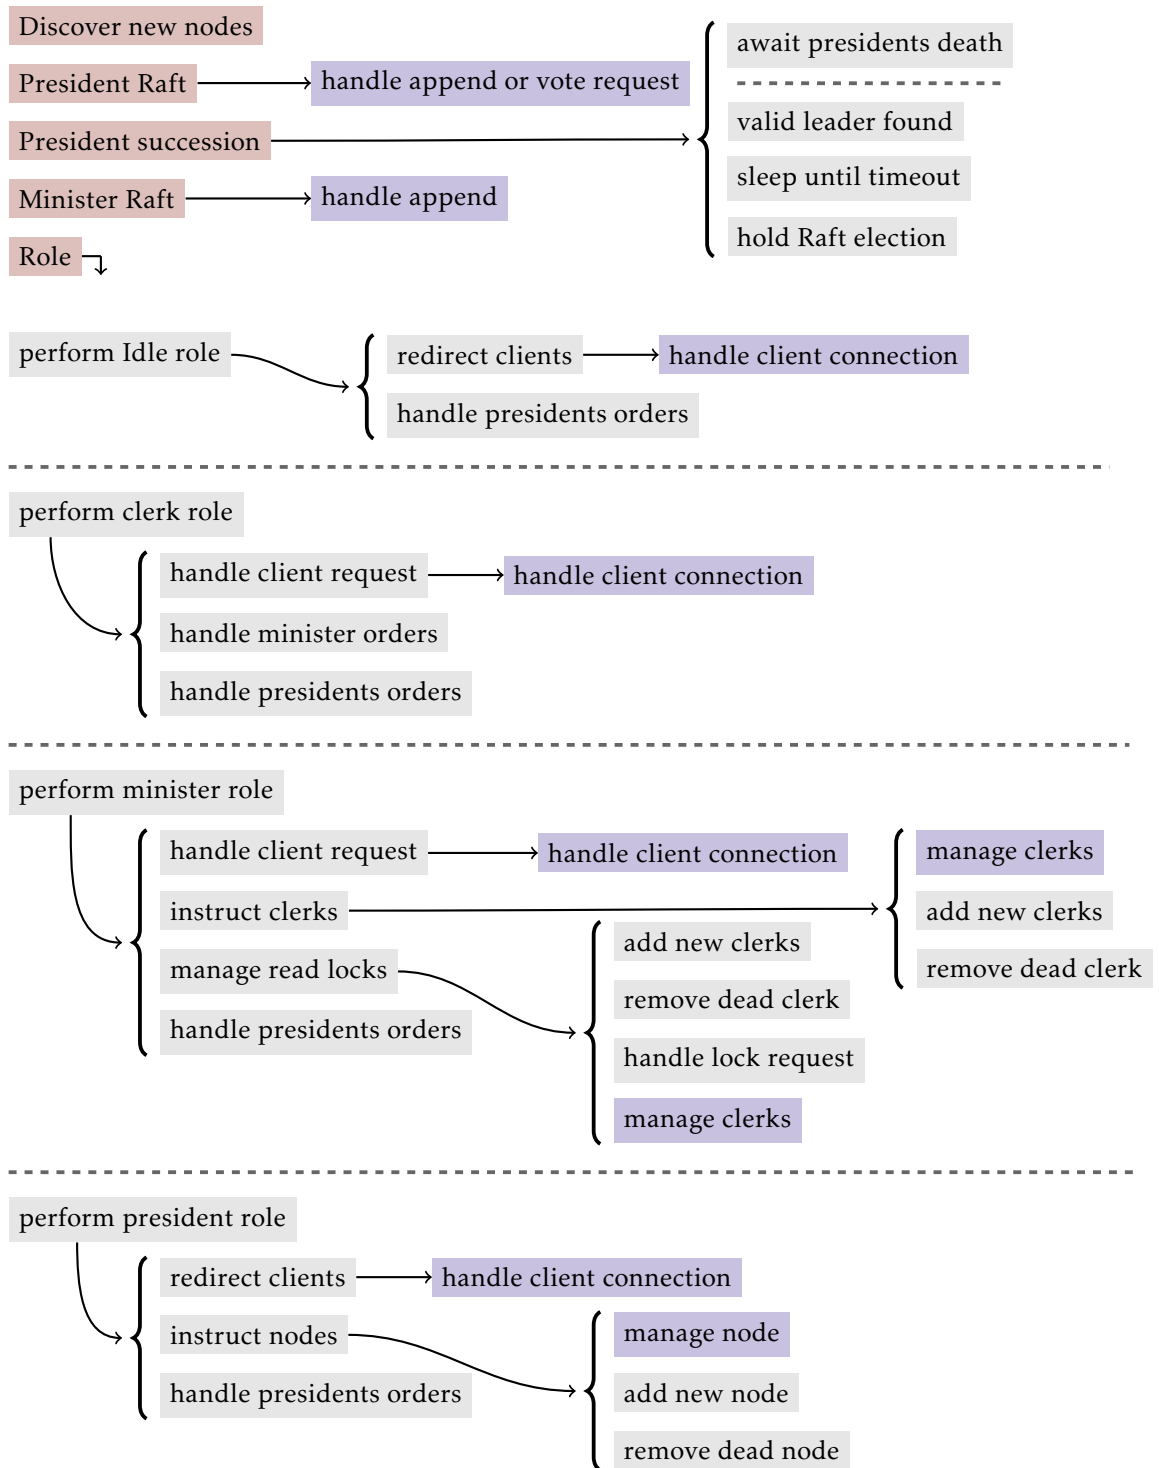 Discover new nodes
President Raft
handle append or vote request
President succession
await presidents death
valid leader found
sleep until timeout
hold Raft election
Minister Raft
handle append
Role
perform Idle role
redirect clients
handle client connection
handle presidents orders
perform clerk role
handle client request
handle client connection
handle minister orders
handle presidents orders
perform minister role
handle client request
handle client connection
instruct clerks
manage clerks
add new clerks
remove dead clerk
manage read locks
add new clerks
remove dead clerk
handle lock request
manage clerks
handle presidents orders
perform president role
redirect clients
handle client connection
instruct nodes
manage node
add new node
remove dead node
handle presidents orders